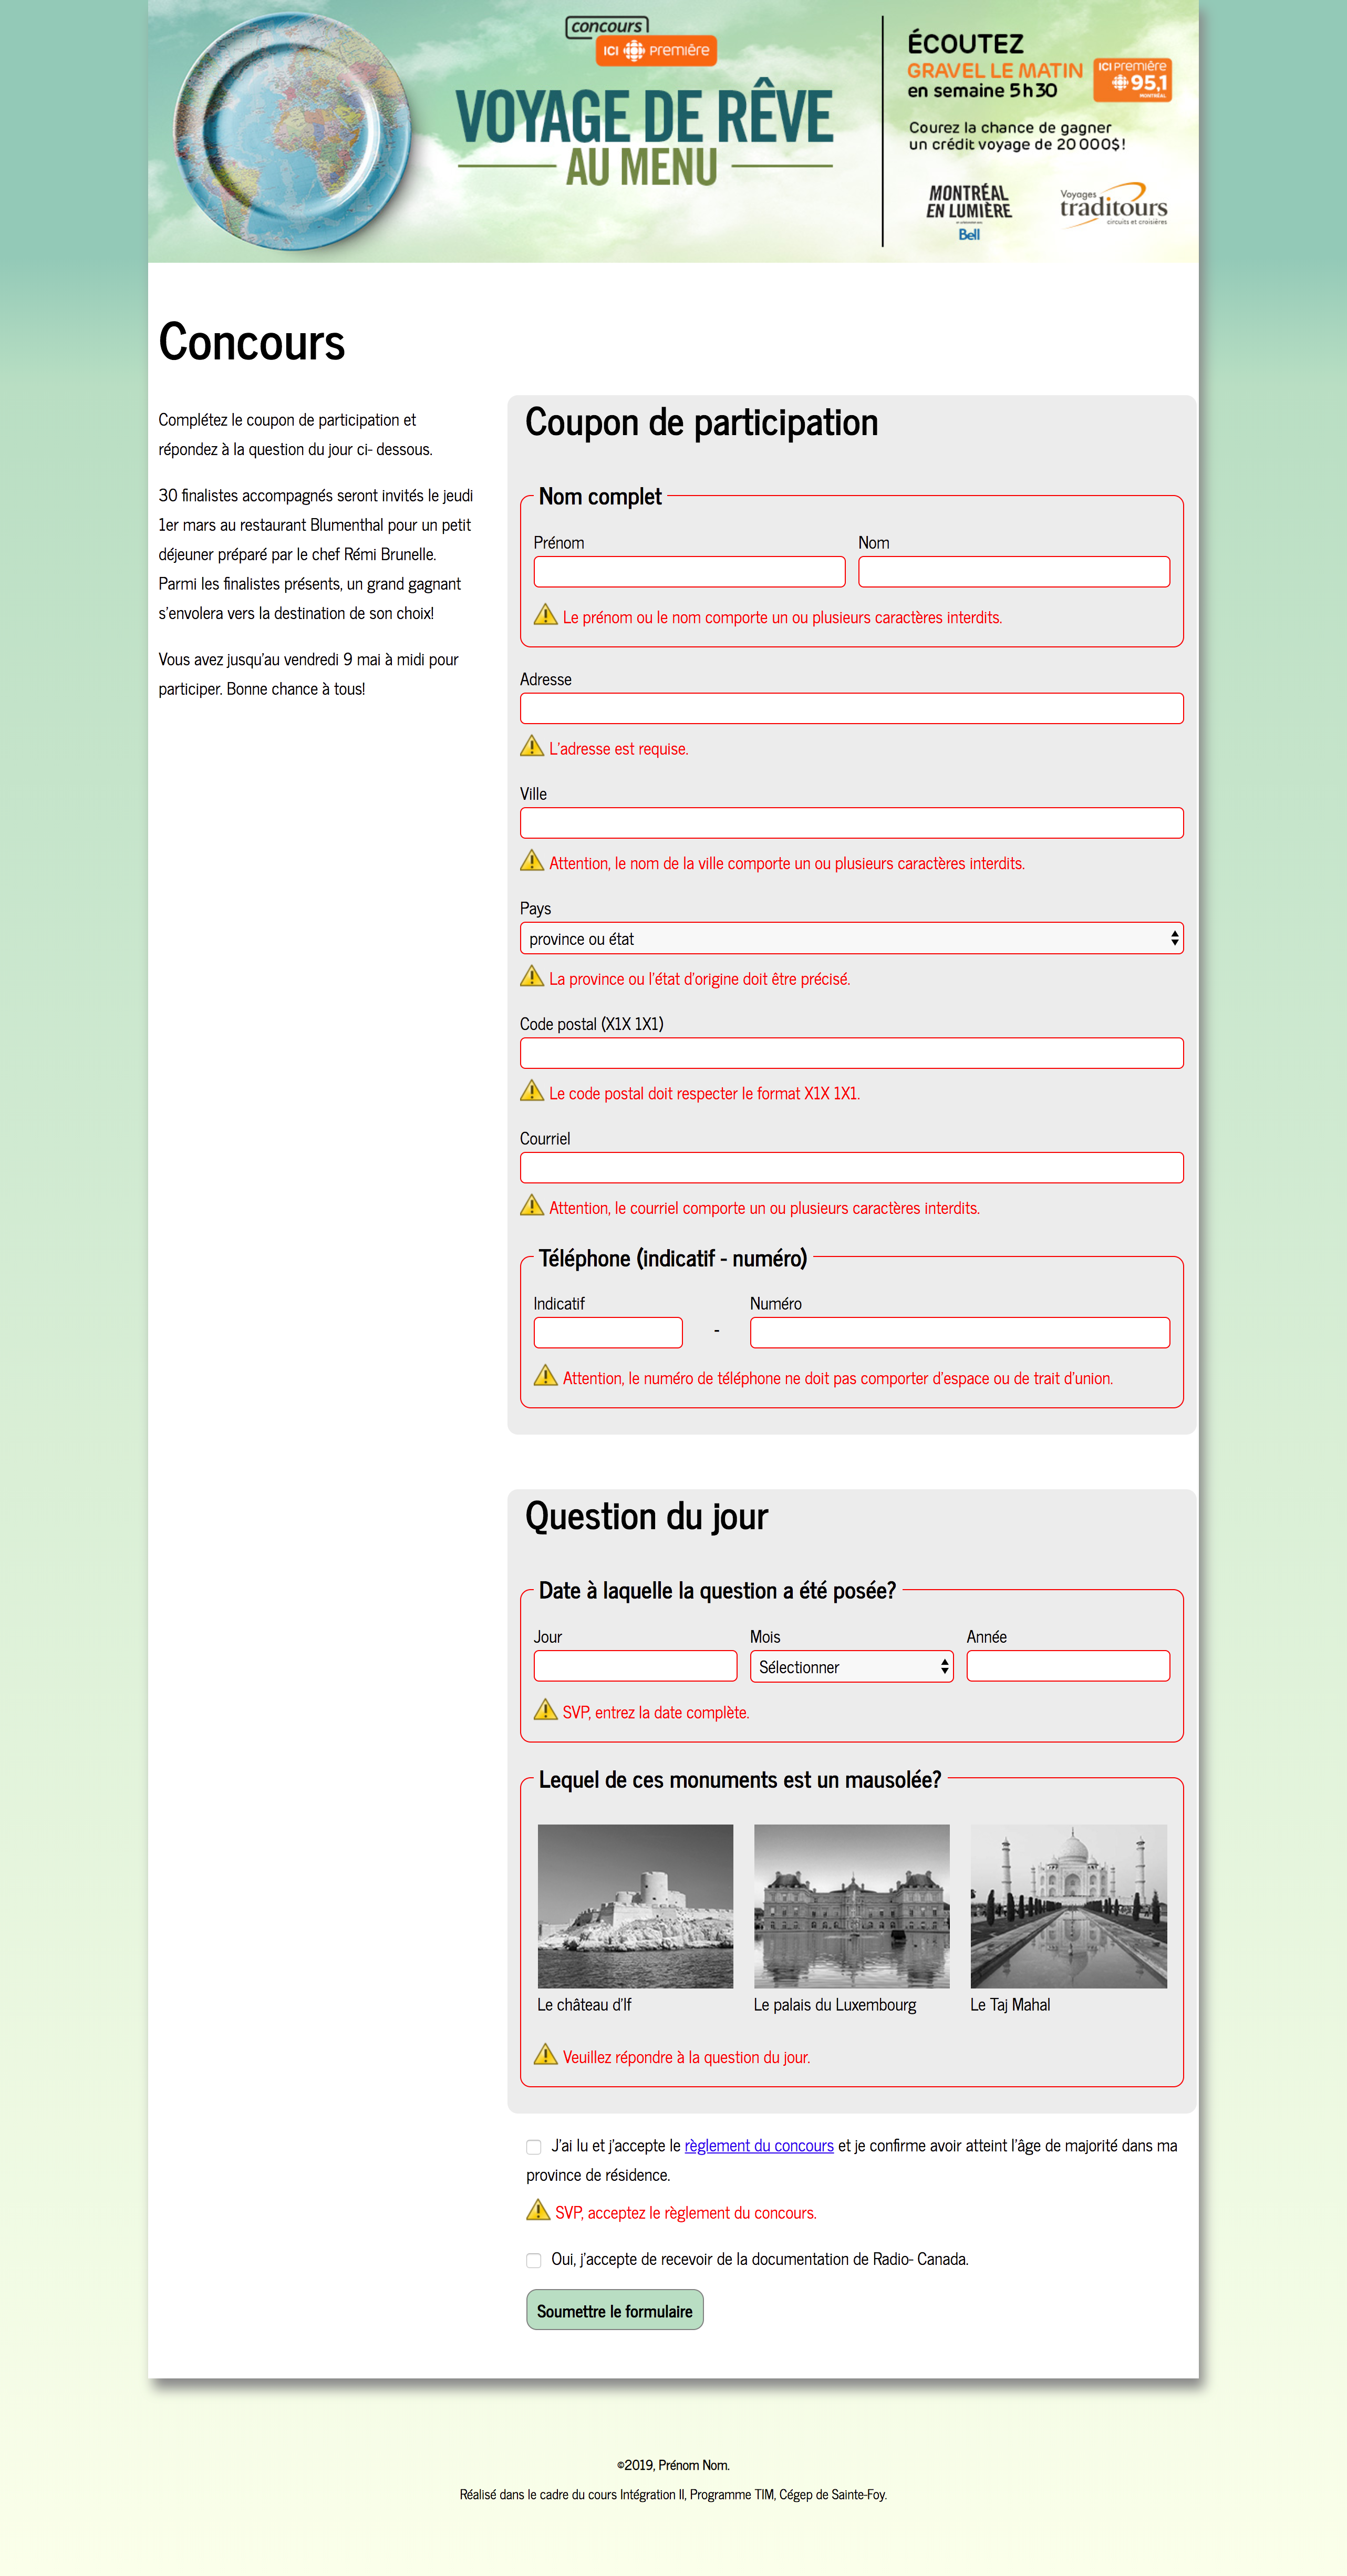 concours
ICI première
VOYAGE DE RÊVE
AU MENU
ÉCOUTEZ
GRAVEL LE MATIN
en semaine 5h30
ICI première
95,1
MONTRÉAL
Courez la chance de gagner
un crédit voyage de 20 000$!
MONTRÉAL
EN LUMIÈRE
Bell
Voyages
traditours
circuits et croisières
Concours
Complétez le coupon de participation et
répondez à la question du jour ci- dessous.
30 finalistes accompagnés seront invités le jeudi
1er mars au restaurant Blumenthal pour un petit
déjeuner préparé par le chef Rémi Brunelle.
Parmi les finalistes présents, un grand gagnant
s'envolera vers la destination de son choix!
Vous avez jusqu'au vendredi 9 mai à midi pour
participer. Bonne chance à tous!
Coupon de participation
Nom complet
Prénom Nom
Le prénom ou le nom comporte un ou plusieurs caractères interdits.
Adresse
L'adresse est requise.
Ville
Attention, le nom de la ville comporte un ou plusieurs caractères interdits.
Pays
province ou état
La province ou l'état d'origine doit être précisé.
Code postal (X1X 1X1)
Le code postal doit respecter le format X1X 1X1.
Courriel
Attention, le courriel comporte un ou plusieurs caractères interdits.
Téléphone (indicatif - numéro)
Indicatif Numéro
-
Attention, le numéro de téléphone ne doit pas comporter d'espace ou de trait d'union.
Question du jour
Date à laquelle la question a été posée?
Jour Mois Année
Sélectionner
SVP, entrez la date complète.
Lequel de ces monuments est un mausolée?
Le château d'If Le palais du Luxembourg Le Taj Mahal
Veuillez répondre à la question du jour.
J'ai lu et j'accepte le règlement du concours et je confirme avoir atteint l'âge de majorité dans ma
province de résidence.
SVP, acceptez le règlement du concours.
Oui, j'accepte de recevoir de la documentation de Radio- Canada.
Soumettre le formulaire
©2019, Prénom Nom.
Réalisé dans le cadre du cours Intégration II, Programme TIM, Cégep de Sainte-Foy.